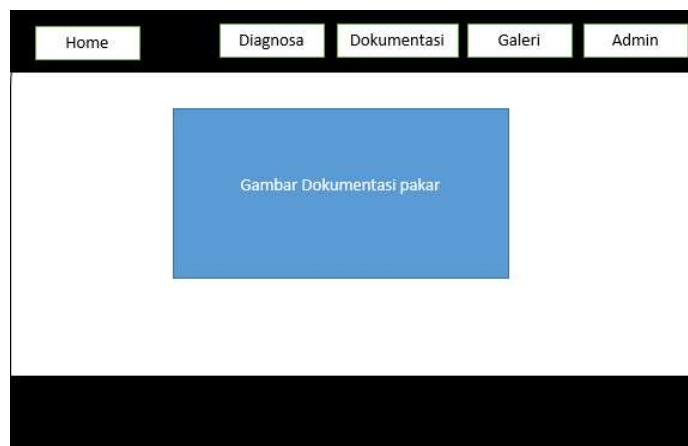 Home
Diagnosa
Dokumentasi
Galeri
Admin
Gambar Dokumentasi pakar